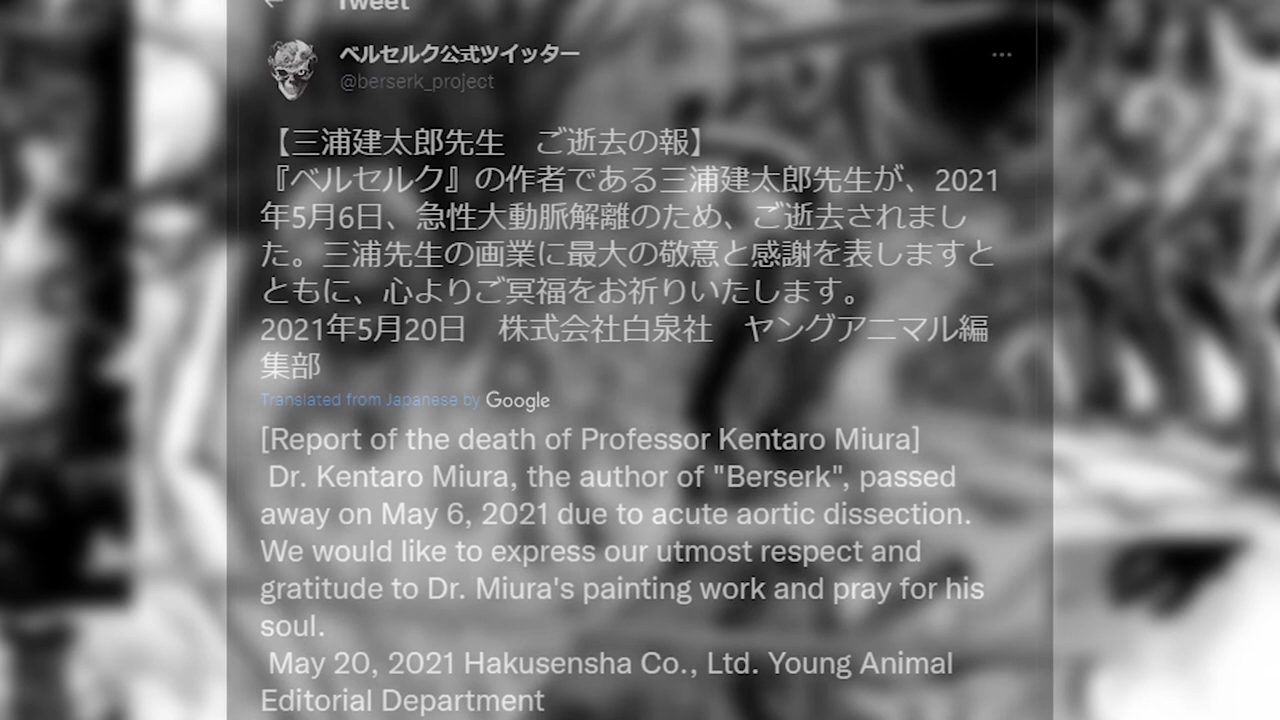 Tweet
ベルセルク公式ツイッター
@berserk_project
【三浦建太郎先生　ご逝去の報】
『ベルセルク』の作者である三浦建太郎先生が、2021
年5月6日、急性大動脈解離のため、ご逝去されまし
た。三浦先生の画業に最大の敬意と感謝を表しますと
ともに、心よりご冥福をお祈りいたします。
2021年5月20日　株式会社白泉社　ヤングアニマル編
集部
Translated from Japanese by Google
[Report of the death of Professor Kentaro Miura]
Dr. Kentaro Miura, the author of "Berserk", passed
away on May 6, 2021 due to acute aortic dissection.
We would like to express our utmost respect and
gratitude to Dr. Miura's painting work and pray for his
soul.
May 20, 2021 Hakusensha Co., Ltd. Young Animal
Editorial Department